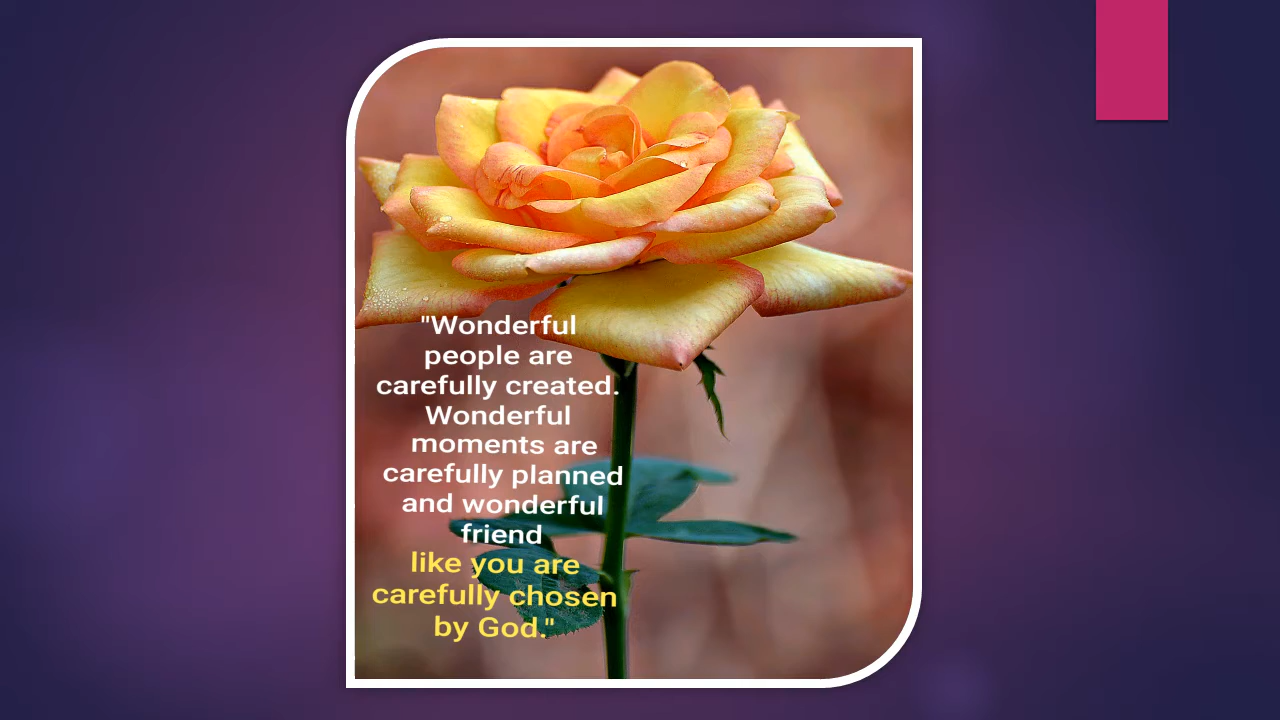 "Wonderful
people are
carefully created.
Wonderful
moments are
carefully planned
and wonderful
friend
like you are
carefully chosen
by God."